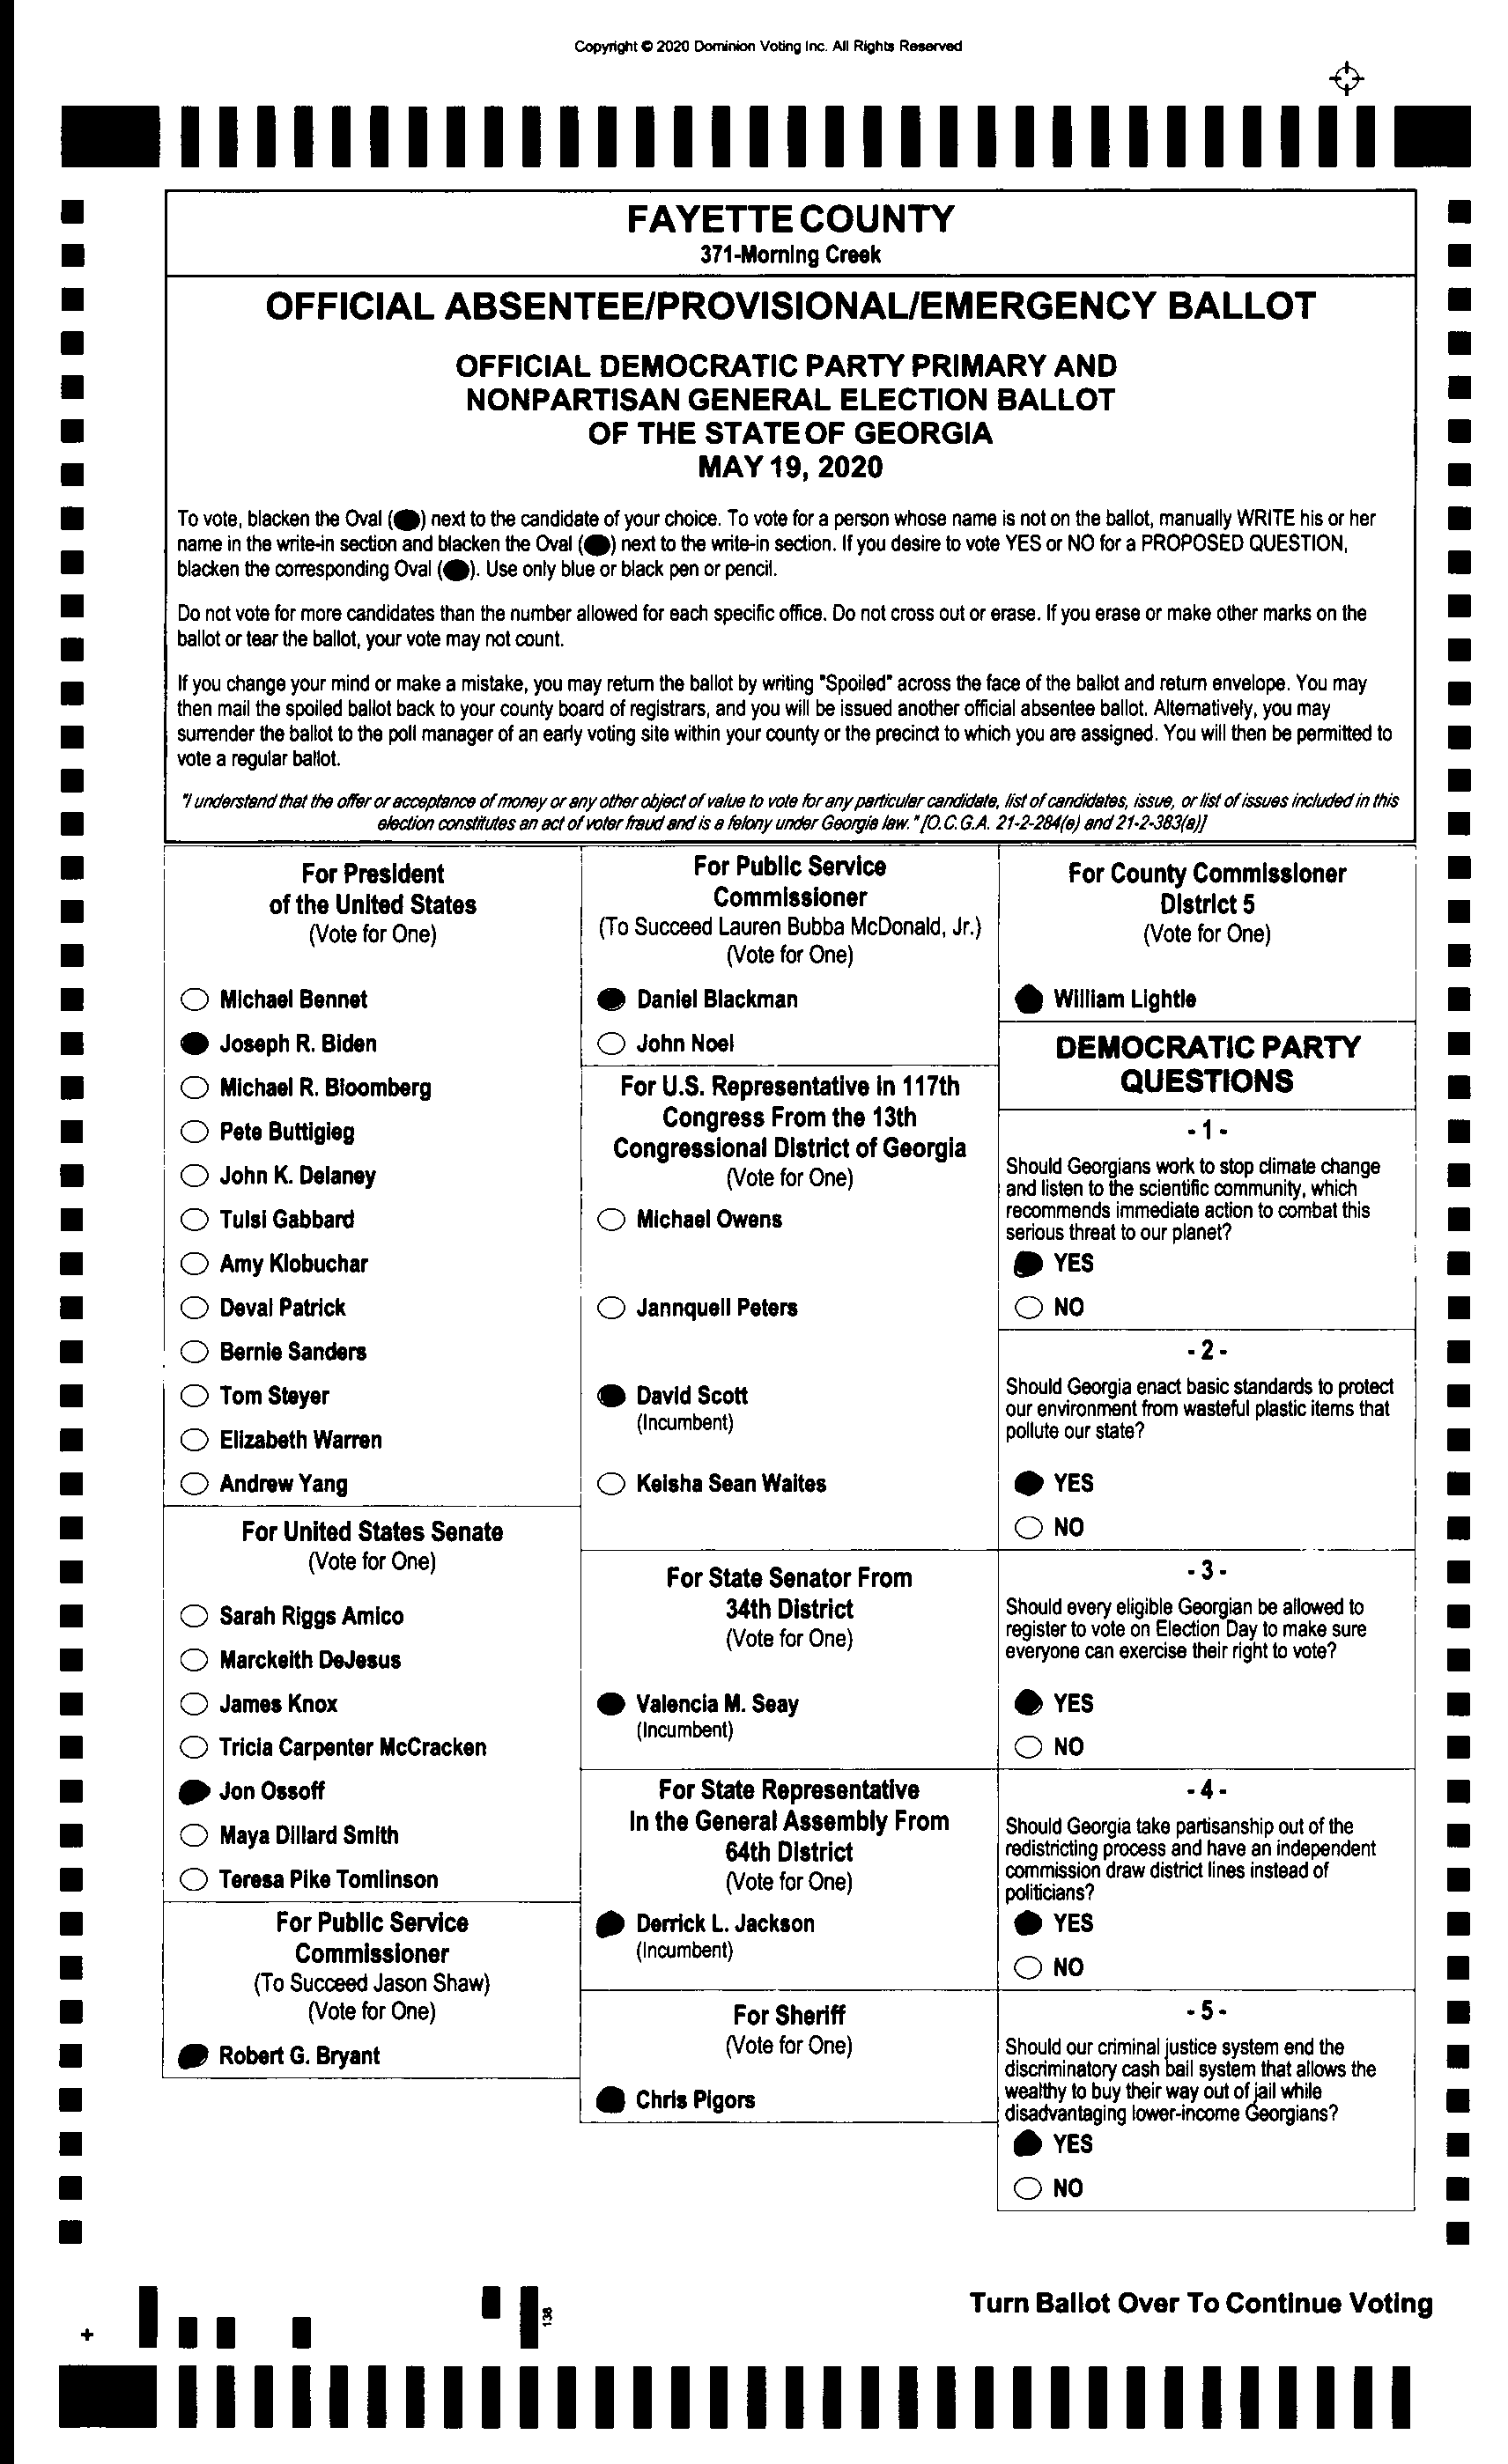 Copyright © 2020 Dominion Voting Inc. All Rights Reserved
FAYETTE COUNTY
371-Morning Creek
OFFICIAL ABSENTEE/PROVISIONAL/EMERGENCY BALLOT
OFFICIAL DEMOCRATIC PARTY PRIMARY AND
NONPARTISAN GENERAL ELECTION BALLOT
OF THE STATE OF GEORGIA
MAY 19, 2020
To vote, blacken the Oval (⬬) next to the candidate of your choice. To vote for a person whose name is not on the ballot, manually WRITE his or her
name in the write-in section and blacken the Oval (⬬) next to the write-in section. If you desire to vote YES or NO for a PROPOSED QUESTION,
blacken the corresponding Oval (⬬). Use only blue or black pen or pencil.
Do not vote for more candidates than the number allowed for each specific office. Do not cross out or erase. If you erase or make other marks on the
ballot or tear the ballot, your vote may not count.
If you change your mind or make a mistake, you may return the ballot by writing "Spoiled" across the face of the ballot and return envelope. You may
then mail the spoiled ballot back to your county board of registrars, and you will be issued another official absentee ballot. Alternatively, you may
surrender the ballot to the poll manager of an early voting site within your county or the precinct to which you are assigned. You will then be permitted to
vote a regular ballot.
"I understand that the offer or acceptance of money or any other object of value to vote for any particular candidate, list of candidates, issue, or list of issues included in this
election constitutes an act of voter fraud and is a felony under Georgia law." [O.C.G.A. 21-2-284(e) and 21-2-383(a)]
For President
of the United States
(Vote for One)
Michael Bennet
Joseph R. Biden
Michael R. Bloomberg
Pete Buttigieg
John K. Delaney
Tulsi Gabbard
Amy Klobuchar
Deval Patrick
Bernie Sanders
Tom Steyer
Elizabeth Warren
Andrew Yang
For United States Senate
(Vote for One)
Sarah Riggs Amico
Marckeith DeJesus
James Knox
Tricia Carpenter McCracken
Jon Ossoff
Maya Dillard Smith
Teresa Pike Tomlinson
For Public Service
Commissioner
(To Succeed Jason Shaw)
(Vote for One)
Robert G. Bryant
For Public Service
Commissioner
(To Succeed Lauren Bubba McDonald, Jr.)
(Vote for One)
Daniel Blackman
John Noel
For U.S. Representative in 117th
Congress From the 13th
Congressional District of Georgia
(Vote for One)
Michael Owens
Jannquell Peters
David Scott
(Incumbent)
Keisha Sean Waites
For State Senator From
34th District
(Vote for One)
Valencia M. Seay
(Incumbent)
For State Representative
In the General Assembly From
64th District
(Vote for One)
Derrick L. Jackson
(Incumbent)
For Sheriff
(Vote for One)
Chris Pigors
For County Commissioner
District 5
(Vote for One)
William Lightle
DEMOCRATIC PARTY
QUESTIONS
- 1 -
Should Georgians work to stop climate change
and listen to the scientific community, which
recommends immediate action to combat this
serious threat to our planet?
YES
NO
- 2 -
Should Georgia enact basic standards to protect
our environment from wasteful plastic items that
pollute our state?
YES
NO
- 3 -
Should every eligible Georgian be allowed to
register to vote on Election Day to make sure
everyone can exercise their right to vote?
YES
NO
- 4 -
Should Georgia take partisanship out of the
redistricting process and have an independent
commission draw district lines instead of
politicians?
YES
NO
- 5 -
Should our criminal justice system end the
discriminatory cash bail system that allows the
wealthy to buy their way out of jail while
disadvantaging lower-income Georgians?
YES
NO
138
Turn Ballot Over To Continue Voting